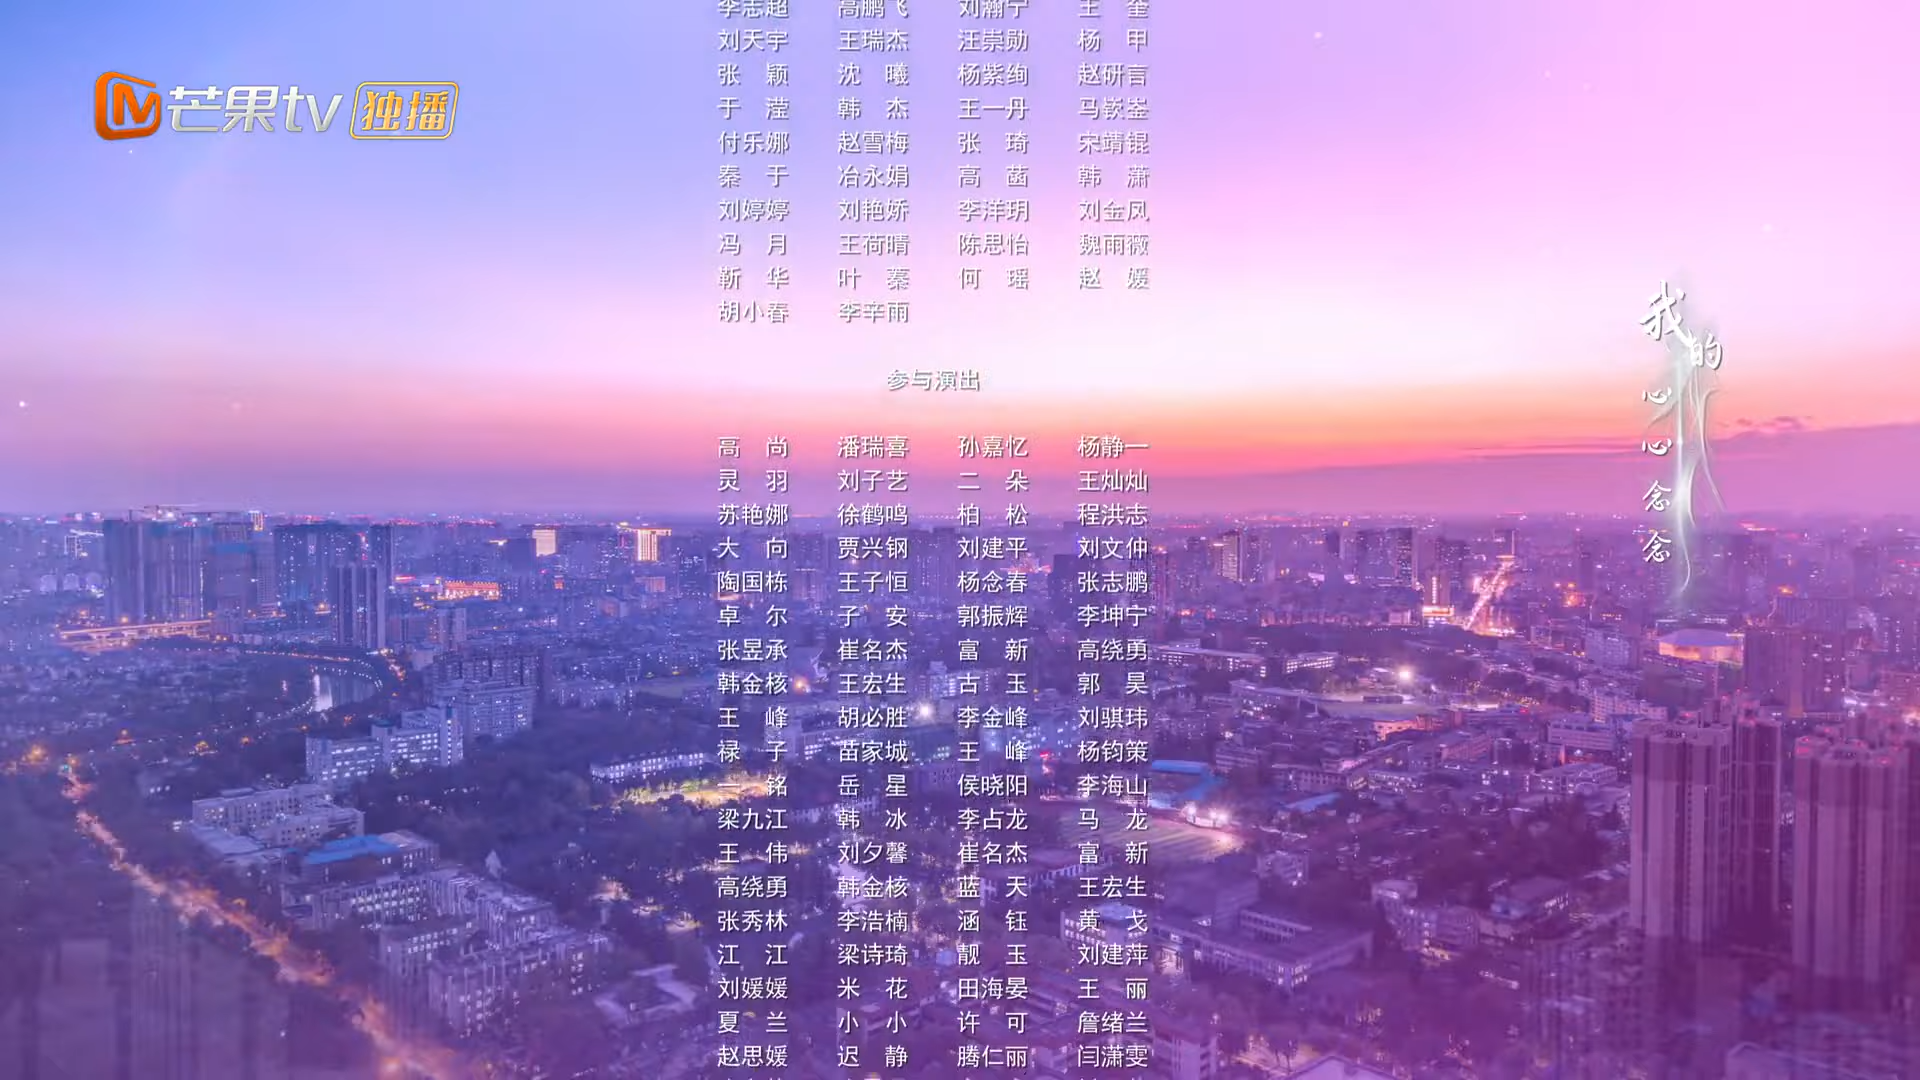 芒果tv 独播
李志超 高鹏飞 刘瀚宁 王 奎
刘天宇 王瑞杰 汪崇勋 杨 甲
张 颖 沈 曦 杨紫绚 赵研言
于 滢 韩 杰 王一丹 马嵚崟
付乐娜 赵雪梅 张 琦 宋靖锟
秦 于 冶永娟 高 菡 韩 潇
刘婷婷 刘艳娇 李洋玥 刘金凤
冯 月 王荷晴 陈思怡 魏雨薇
靳 华 叶 蓁 何 瑶 赵 媛
胡小春 李辛雨
参与演出
高 尚 潘瑞喜 孙嘉忆 杨静一
灵 羽 刘子艺 二 朵 王灿灿
苏艳娜 徐鹤鸣 柏 松 程洪志
大 向 贾兴钢 刘建平 刘文仲
陶国栋 王子恒 杨念春 张志鹏
卓 尔 子 安 郭振辉 李坤宁
张昱承 崔名杰 富 新 高绕勇
韩金核 王宏生 古 玉 郭 昊
王 峰 胡必胜 李金峰 刘骐玮
禄 子 苗家城 王 峰 杨钧策
一 铭 岳 星 侯晓阳 李海山
梁九江 韩 冰 李占龙 马 龙
王 伟 刘夕馨 崔名杰 富 新
高绕勇 韩金核 蓝 天 王宏生
张秀林 李浩楠 涵 钰 黄 戈
江 江 梁诗琦 靓 玉 刘建萍
刘媛媛 米 花 田海晏 王 丽
夏 兰 小 小 许 可 詹绪兰
赵思媛 迟 静 腾仁丽 闫潇雯
我的心心念念